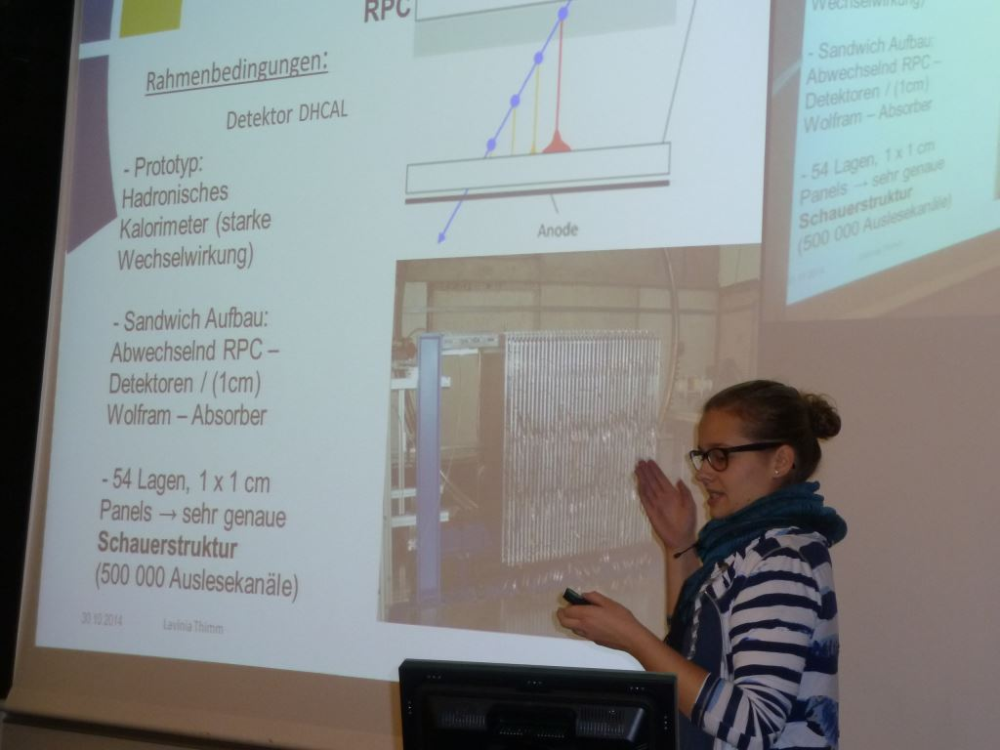 RPC
Rahmenbedingungen:
Detektor DHCAL
- Prototyp:
Hadronisches
Kalorimeter (starke
Wechselwirkung)
- Sandwich Aufbau:
Abwechselnd RPC –
Detektoren / (1cm)
Wolfram – Absorber
- 54 Lagen, 1 x 1 cm
Panels → sehr genaue
Schauerstruktur
(500 000 Auslesekanäle)
30.10.2014 Lavinia Thimm
Anode
Wechselwirkung)
- Sandwich Aufbau:
Abwechselnd RPC –
Detektoren / (1cm)
Wolfram – Absorber
- 54 Lagen, 1 x 1 cm
Panels → sehr genaue
Schauerstruktur
(500 000 Auslesekanäle)